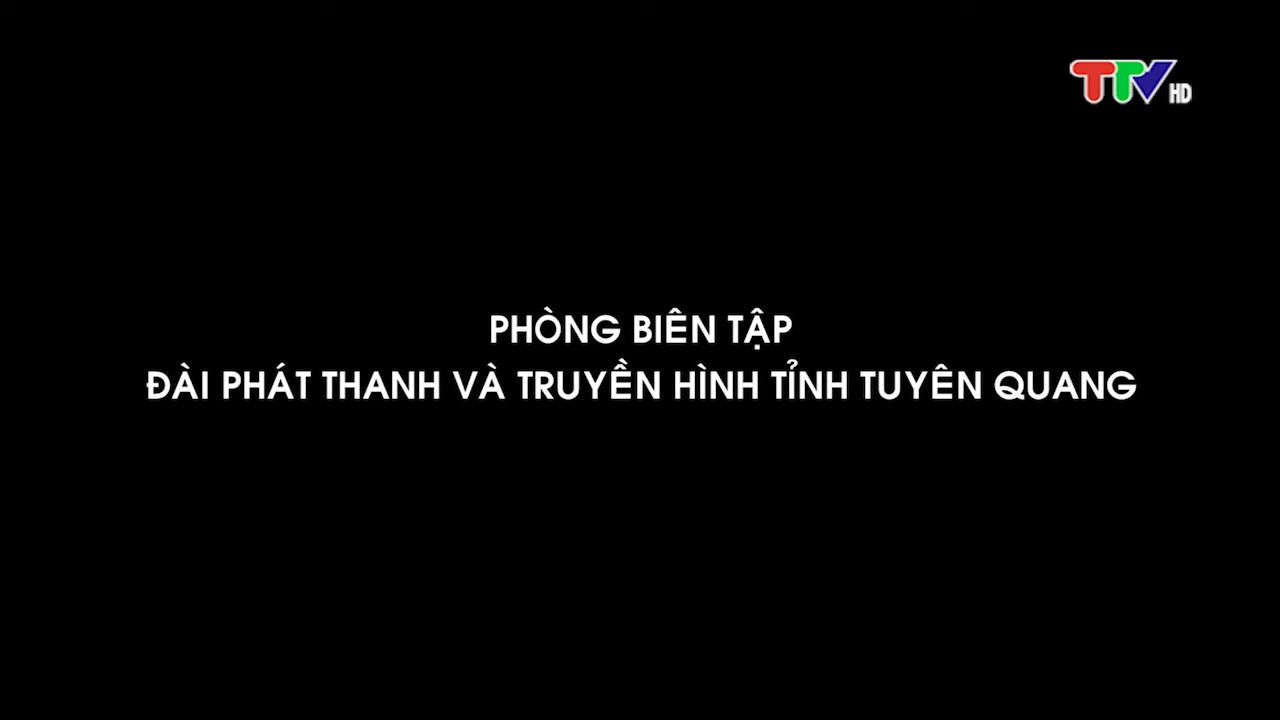 TTV HD
PHÒNG BIÊN TẬP
ĐÀI PHÁT THANH VÀ TRUYỀN HÌNH TỈNH TUYÊN QUANG